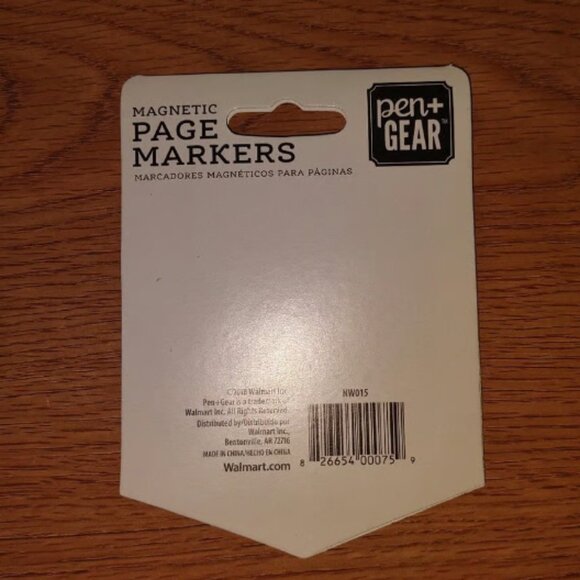 MAGNETIC
PAGE
MARKERS
MARCADORES MAGNÉTICOS PARA PÁGINAS
pen+
GEAR™
©2018 Walmart Inc.
Pen+Gear is a trademark of
Walmart Inc. All Rights Reserved
Distributed by/Distribuido por
Walmart Inc.,
Bentonville, AR 72716
MADE IN CHINA/HECHO EN CHINA
Walmart.com
NW015
8 26654 00075 9